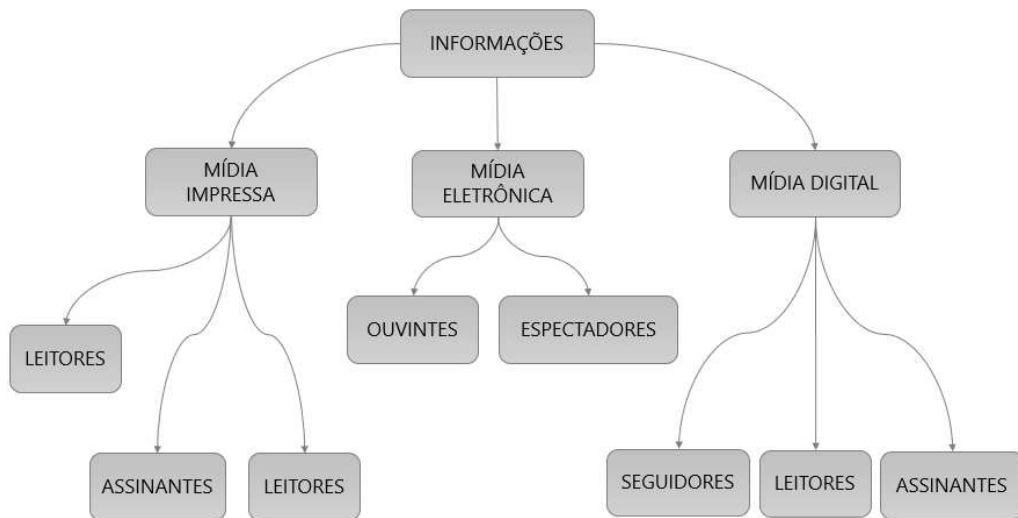 INFORMAÇÕES
MÍDIA
IMPRESSA
MÍDIA
ELETRÔNICA
MÍDIA DIGITAL
LEITORES
OUVINTES
ESPECTADORES
ASSINANTES
LEITORES
SEGUIDORES
LEITORES
ASSINANTES